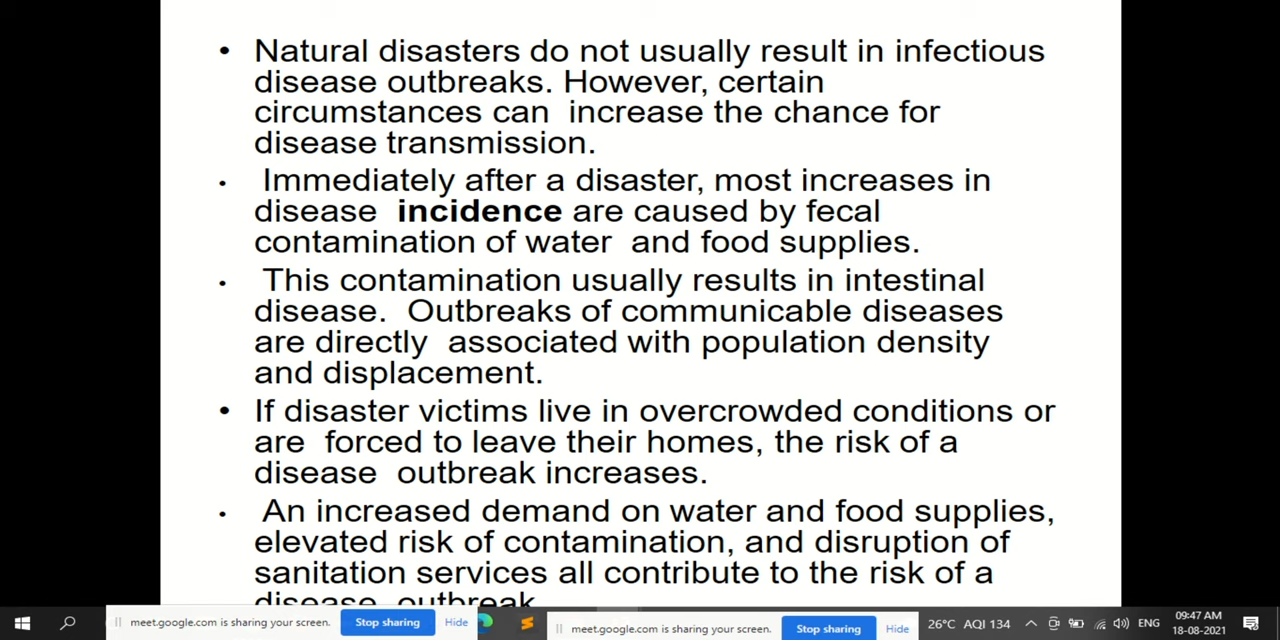 • Natural disasters do not usually result in infectious
disease outbreaks. However, certain
circumstances can increase the chance for
disease transmission.
• Immediately after a disaster, most increases in
disease incidence are caused by fecal
contamination of water and food supplies.
• This contamination usually results in intestinal
disease. Outbreaks of communicable diseases
are directly associated with population density
and displacement.
• If disaster victims live in overcrowded conditions or
are forced to leave their homes, the risk of a
disease outbreak increases.
• An increased demand on water and food supplies,
elevated risk of contamination, and disruption of
sanitation services all contribute to the risk of a
disease outbreak
meet.google.com is sharing your screen. Stop sharing Hide
meet.google.com is sharing your screen. Stop sharing Hide
26°C AQI 134 ENG 09:47 AM
18-08-2021